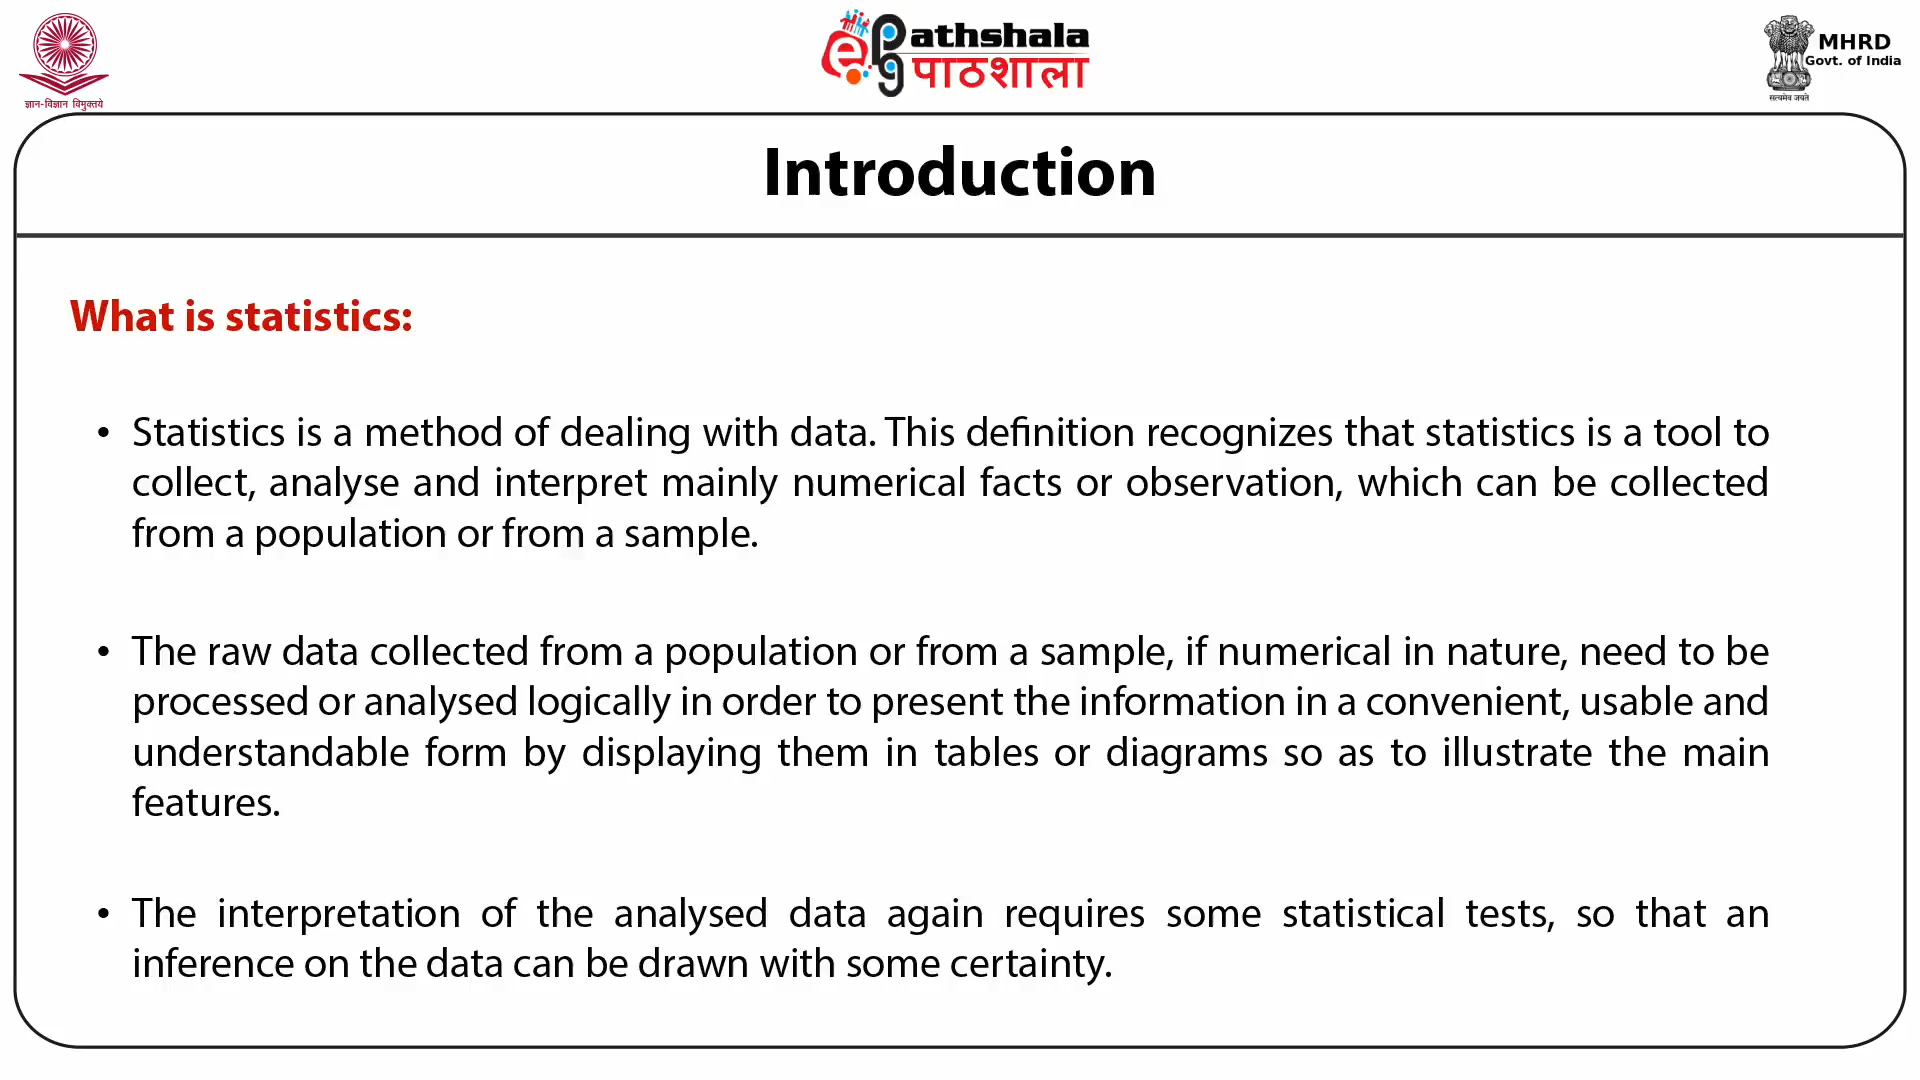 ज्ञान-विज्ञान विमुक्तये
ePathshala
पाठशाला
MHRD
Govt. of India
सत्यमेव जयते
Introduction
What is statistics:
• Statistics is a method of dealing with data. This definition recognizes that statistics is a tool to
collect, analyse and interpret mainly numerical facts or observation, which can be collected
from a population or from a sample.
• The raw data collected from a population or from a sample, if numerical in nature, need to be
processed or analysed logically in order to present the information in a convenient, usable and
understandable form by displaying them in tables or diagrams so as to illustrate the main
features.
• The interpretation of the analysed data again requires some statistical tests, so that an
inference on the data can be drawn with some certainty.